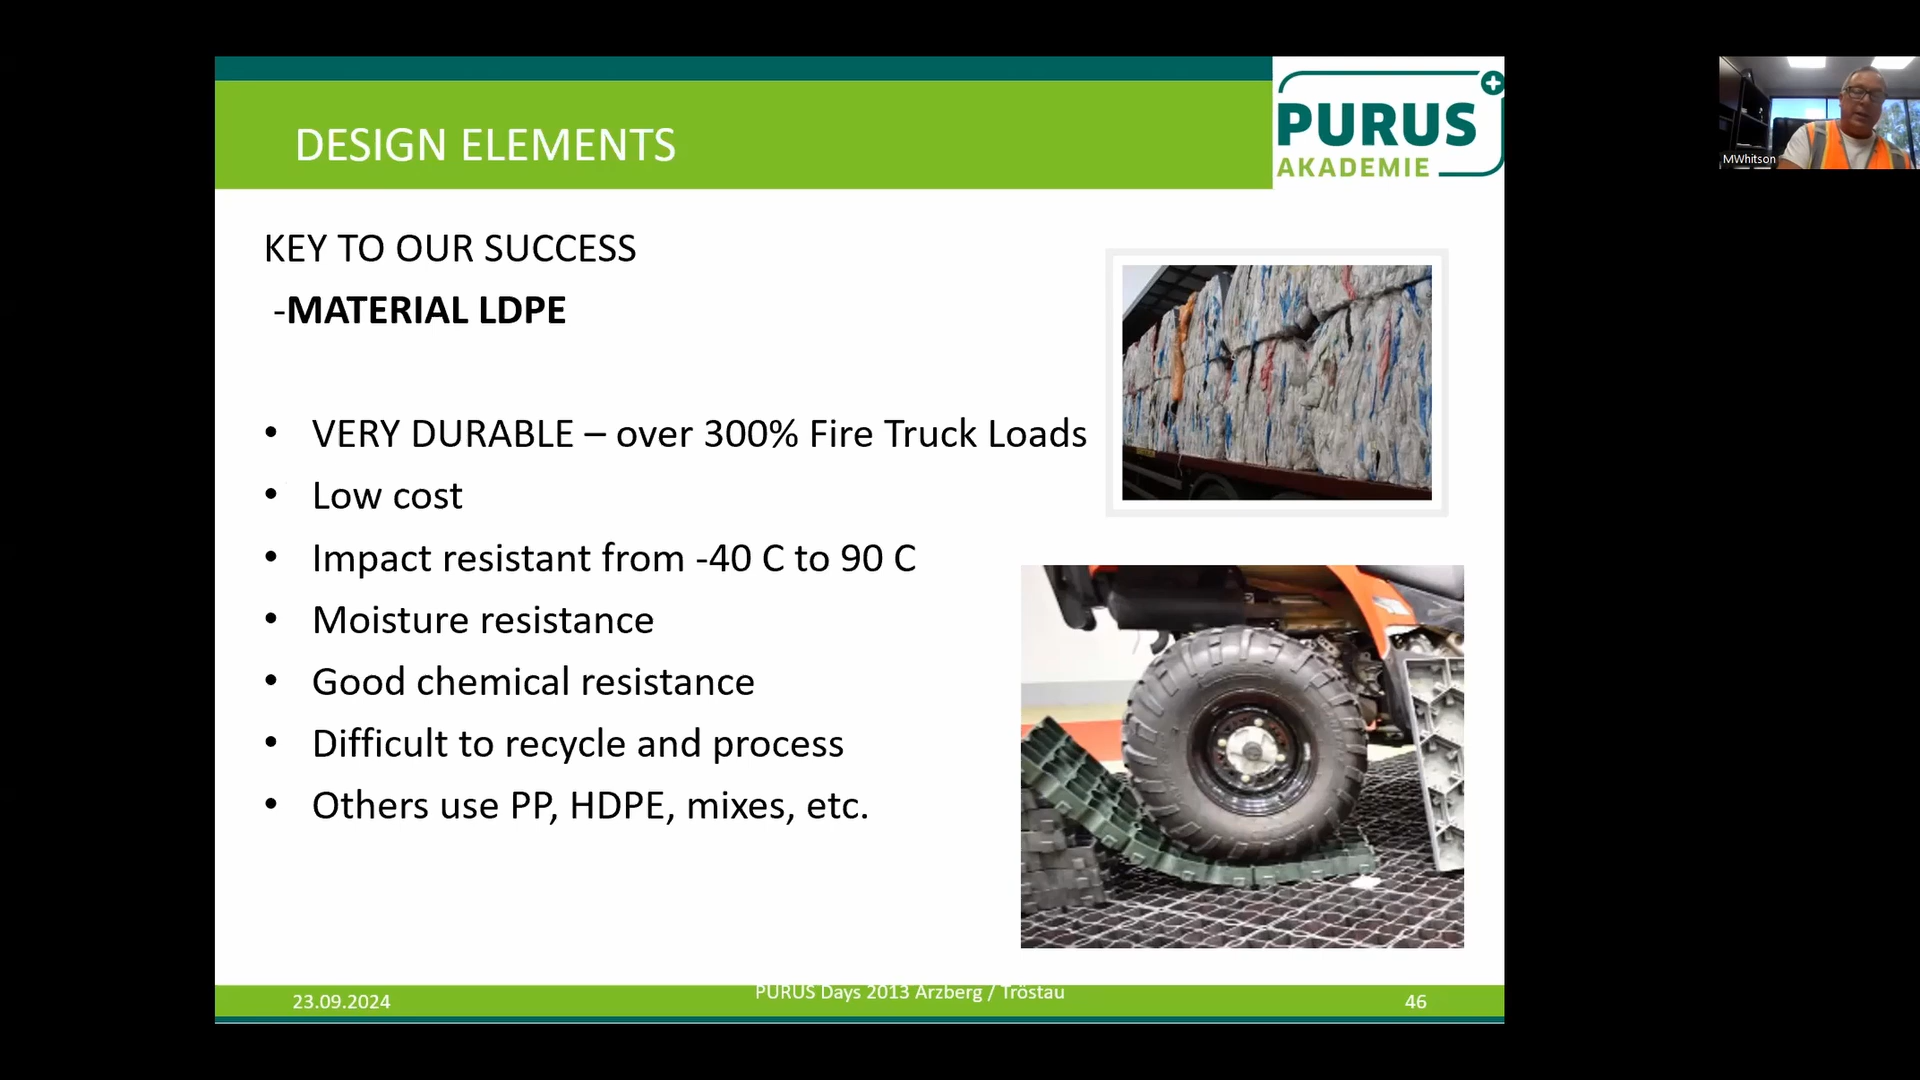 DESIGN ELEMENTS
PURUS
AKADEMIE
MWhitson
KEY TO OUR SUCCESS
-MATERIAL LDPE
• VERY DURABLE – over 300% Fire Truck Loads
• Low cost
• Impact resistant from -40 C to 90 C
• Moisture resistance
• Good chemical resistance
• Difficult to recycle and process
• Others use PP, HDPE, mixes, etc.
23.09.2024
PURUS Days 2013 Arzberg / Tröstau
46